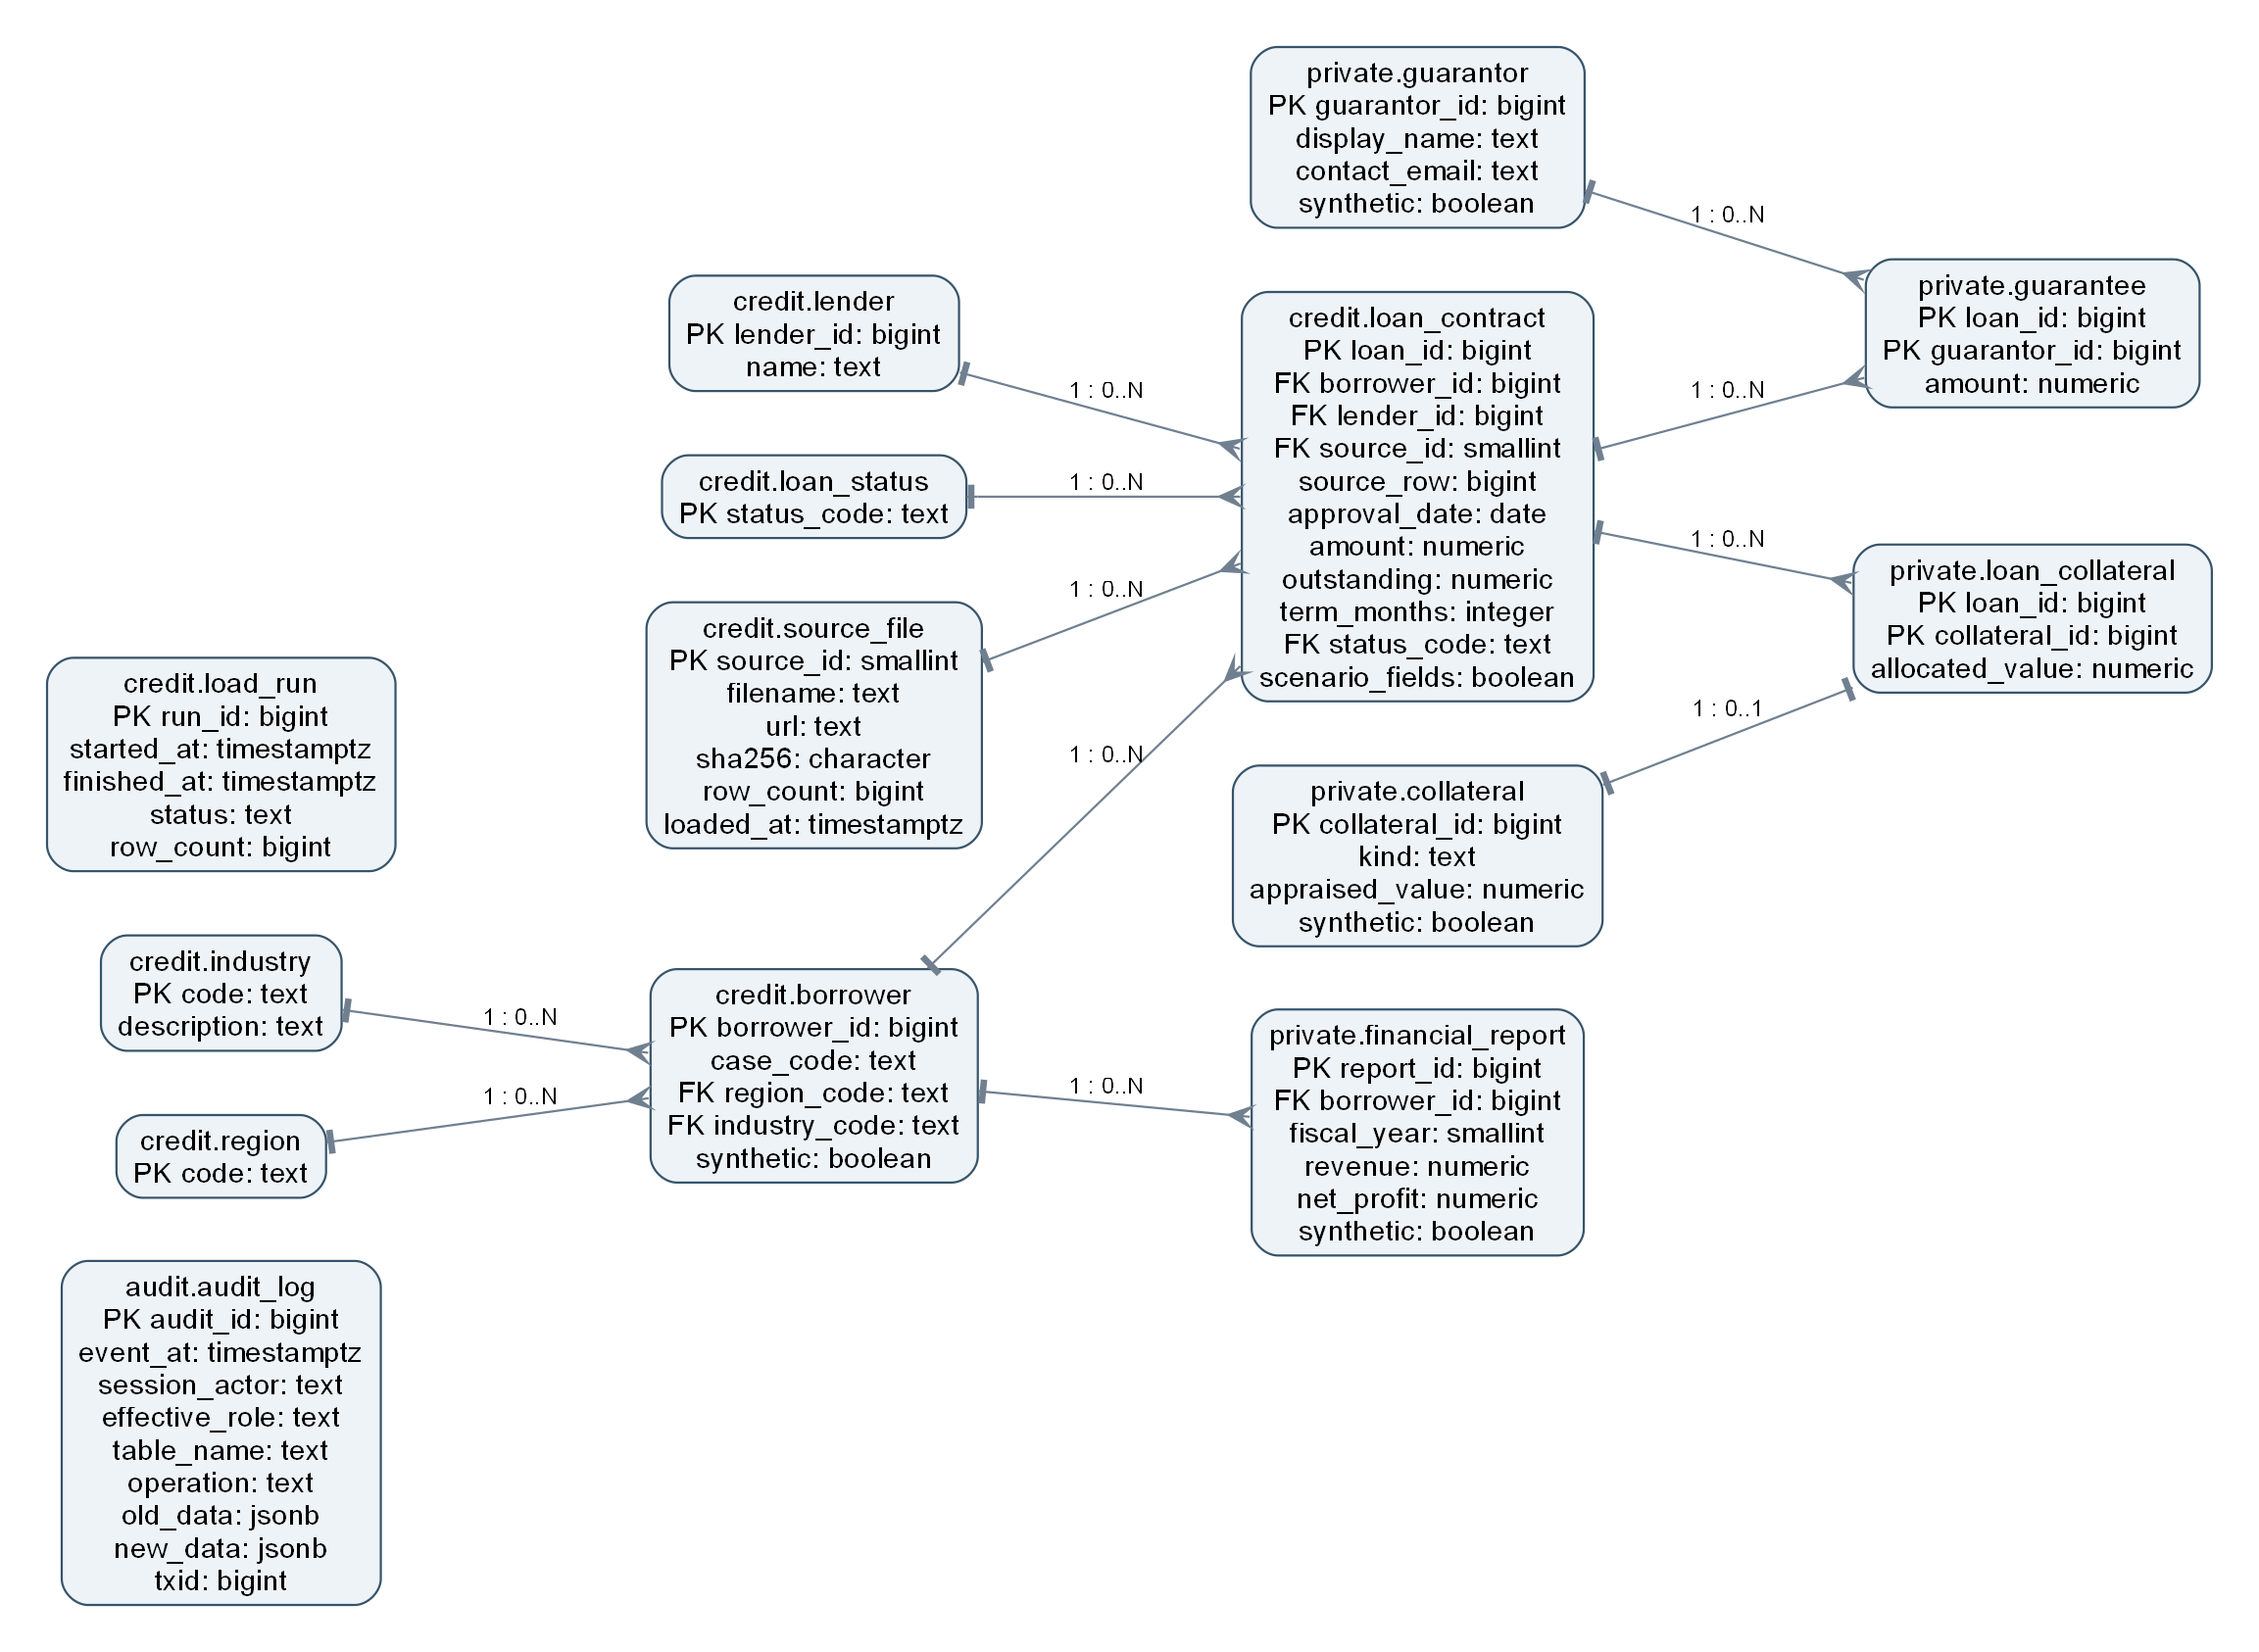 private.guarantor
PK guarantor_id: bigint
display_name: text
contact_email: text
synthetic: boolean
1 : 0..N
private.guarantee
PK loan_id: bigint
PK guarantor_id: bigint
amount: numeric
credit.lender
PK lender_id: bigint
name: text
1 : 0..N
credit.loan_contract
PK loan_id: bigint
FK borrower_id: bigint
FK lender_id: bigint
FK source_id: smallint
source_row: bigint
approval_date: date
amount: numeric
outstanding: numeric
term_months: integer
FK status_code: text
scenario_fields: boolean
1 : 0..N
credit.loan_status
PK status_code: text
1 : 0..N
1 : 0..N
private.loan_collateral
PK loan_id: bigint
PK collateral_id: bigint
allocated_value: numeric
credit.source_file
PK source_id: smallint
filename: text
url: text
sha256: character
row_count: bigint
loaded_at: timestamptz
1 : 0..N
1 : 0..N
1 : 0..1
credit.load_run
PK run_id: bigint
started_at: timestamptz
finished_at: timestamptz
status: text
row_count: bigint
private.collateral
PK collateral_id: bigint
kind: text
appraised_value: numeric
synthetic: boolean
credit.industry
PK code: text
description: text
1 : 0..N
credit.borrower
PK borrower_id: bigint
case_code: text
FK region_code: text
FK industry_code: text
synthetic: boolean
1 : 0..N
private.financial_report
PK report_id: bigint
FK borrower_id: bigint
fiscal_year: smallint
revenue: numeric
net_profit: numeric
synthetic: boolean
1 : 0..N
credit.region
PK code: text
audit.audit_log
PK audit_id: bigint
event_at: timestamptz
session_actor: text
effective_role: text
table_name: text
operation: text
old_data: jsonb
new_data: jsonb
txid: bigint